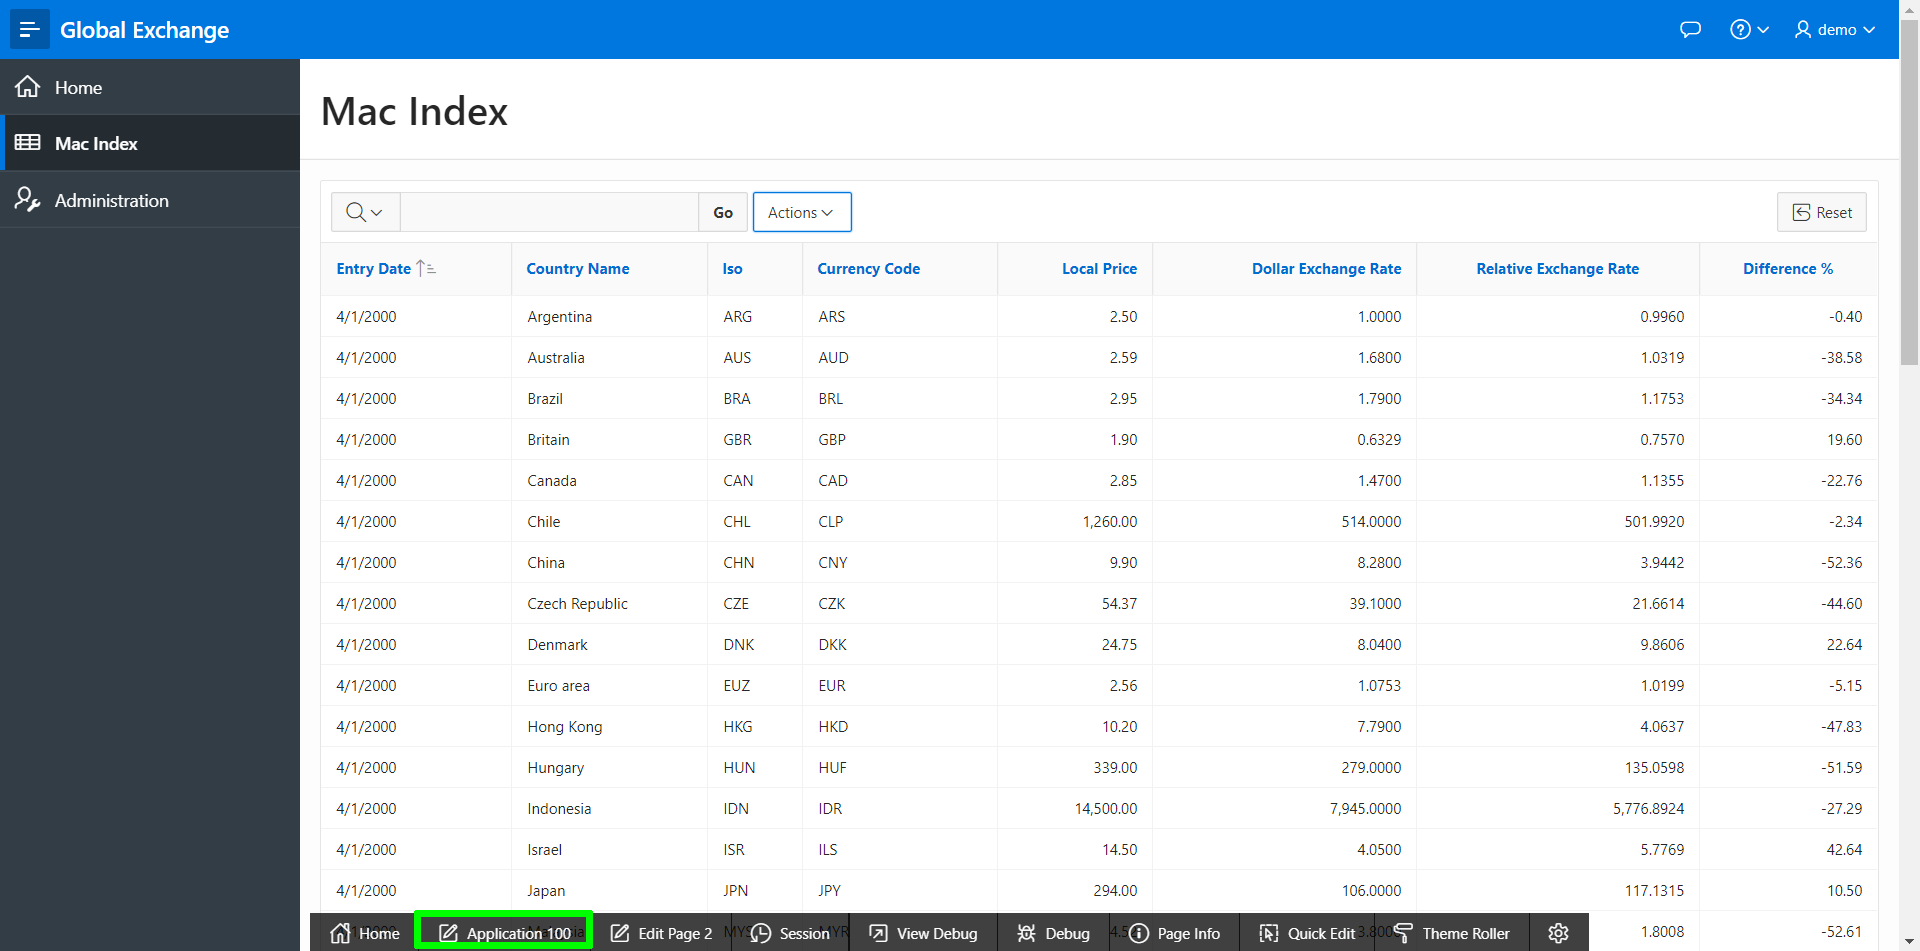 Global Exchange
demo
Home
Mac Index
Administration
Mac Index
Go
Actions
Reset
Entry Date Country Name Iso Currency Code Local Price Dollar Exchange Rate Relative Exchange Rate Difference %
4/1/2000 Argentina ARG ARS 2.50 1.0000 0.9960 -0.40
4/1/2000 Australia AUS AUD 2.59 1.6800 1.0319 -38.58
4/1/2000 Brazil BRA BRL 2.95 1.7900 1.1753 -34.34
4/1/2000 Britain GBR GBP 1.90 0.6329 0.7570 19.60
4/1/2000 Canada CAN CAD 2.85 1.4700 1.1355 -22.76
4/1/2000 Chile CHL CLP 1,260.00 514.0000 501.9920 -2.34
4/1/2000 China CHN CNY 9.90 8.2800 3.9442 -52.36
4/1/2000 Czech Republic CZE CZK 54.37 39.1000 21.6614 -44.60
4/1/2000 Denmark DNK DKK 24.75 8.0400 9.8606 22.64
4/1/2000 Euro area EUZ EUR 2.56 1.0753 1.0199 -5.15
4/1/2000 Hong Kong HKG HKD 10.20 7.7900 4.0637 -47.83
4/1/2000 Hungary HUN HUF 339.00 279.0000 135.0598 -51.59
4/1/2000 Indonesia IDN IDR 14,500.00 7,945.0000 5,776.8924 -27.29
4/1/2000 Israel ISR ILS 14.50 4.0500 5.7769 42.64
4/1/2000 Japan JPN JPY 294.00 106.0000 117.1315 10.50
1.8008 -52.61
Home Application 100 Edit Page 2 Session View Debug Debug Page Info Quick Edit Theme Roller